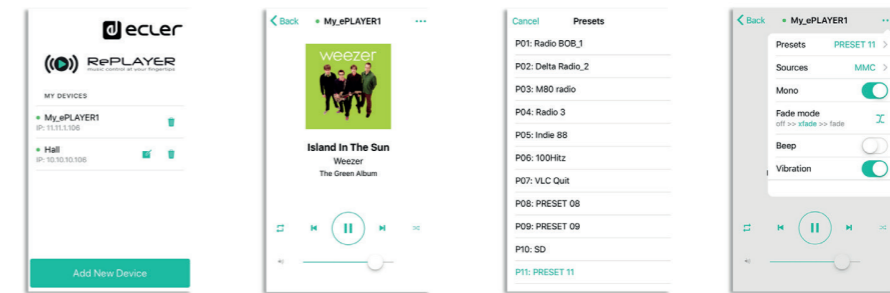 ecler
RePLAYER
music control at your fingertips
MY DEVICES
My_ePLAYER1
IP: 11.11.1.106
Hall
IP: 10.10.10.106
Add New Device
Back
My_ePLAYER1
weezer
Island In The Sun
Weezer
The Green Album
Cancel Presets
P01: Radio BOB_1
P02: Delta Radio_2
P03: M80 radio
P04: Radio 3
P05: Indie 88
P06: 100Hitz
P07: VLC Quit
P08: PRESET 08
P09: PRESET 09
P10: SD
P11: PRESET 11
Back
My_ePLAYER1
Presets PRESET 11
Sources MMC
Mono
Fade mode
off >> xfade >> fade
Beep
Vibration